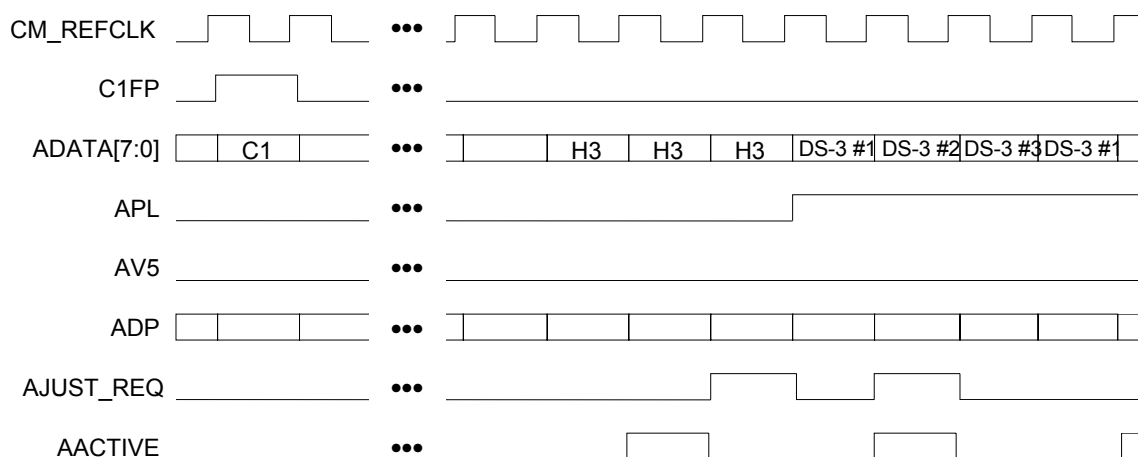 CM_REFCLK •••
C1FP •••
ADATA[7:0] C1 ••• H3 H3 H3 DS-3 #1 DS-3 #2 DS-3 #3 DS-3 #1
APL •••
AV5 •••
ADP •••
AJUST_REQ •••
AACTIVE •••